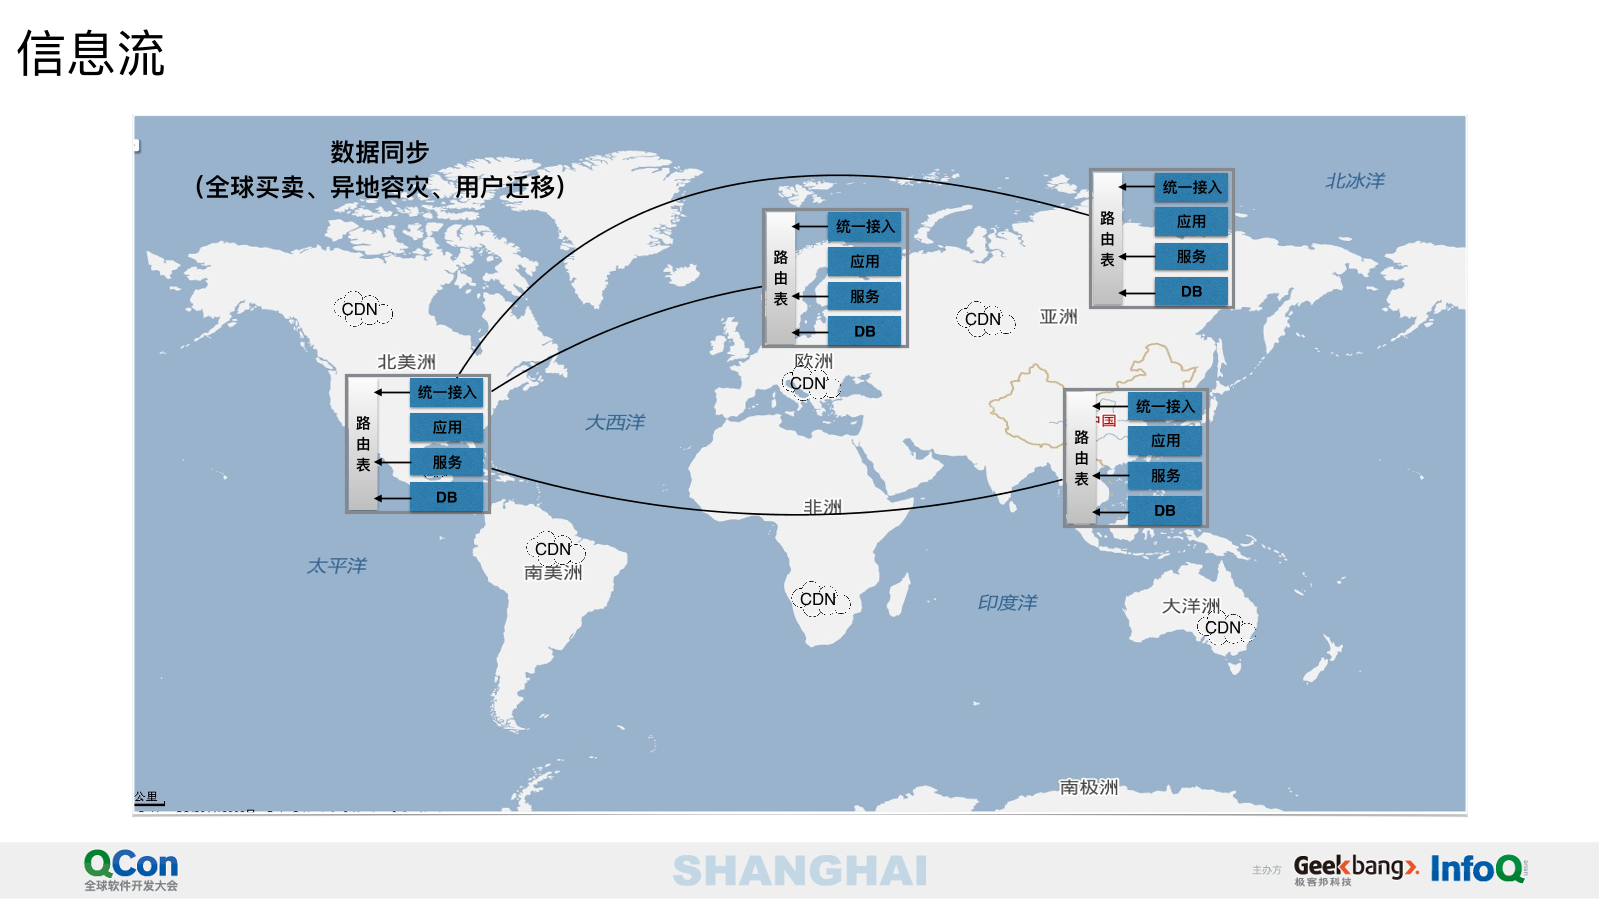 信息流
数据同步
（全球买卖、异地容灾、用户迁移）
北冰洋
路由表
统一接入
应用
服务
DB
路由表
统一接入
应用
服务
DB
CDN
CDN
亚洲
北美洲
欧洲
CDN
路由表
统一接入
应用
服务
DB
大西洋
中国
路由表
统一接入
应用
服务
DB
非洲
CDN
南美洲
太平洋
CDN
印度洋
大洋洲
CDN
南极洲
公里
QCon
全球软件开发大会
SHANGHAI
主办方
Geekbang>.
极客邦科技
InfoQ